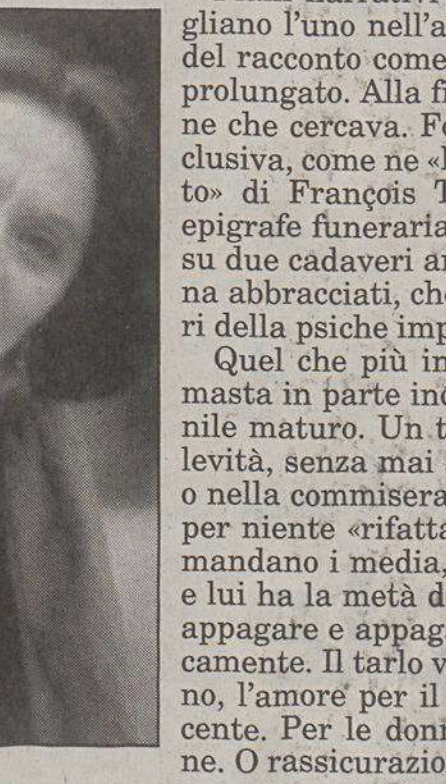 gliano l'uno nell'a
del racconto come
prolungato. Alla fi
ne che cercava. Fo
clusiva, come ne «l
to» di François T
epigrafe funeraria
su due cadaveri a
na abbracciati, che
ri della psiche imp
Quel che più in
masta in parte ind
nile maturo. Un t
levità, senza mai
o nella commisera
per niente «rifatta
mandano i media,
e lui ha la metà d
appagare e appag
camente. Il tarlo v
no, l'amore per il
cente. Per le donn
ne. O rassicurazio